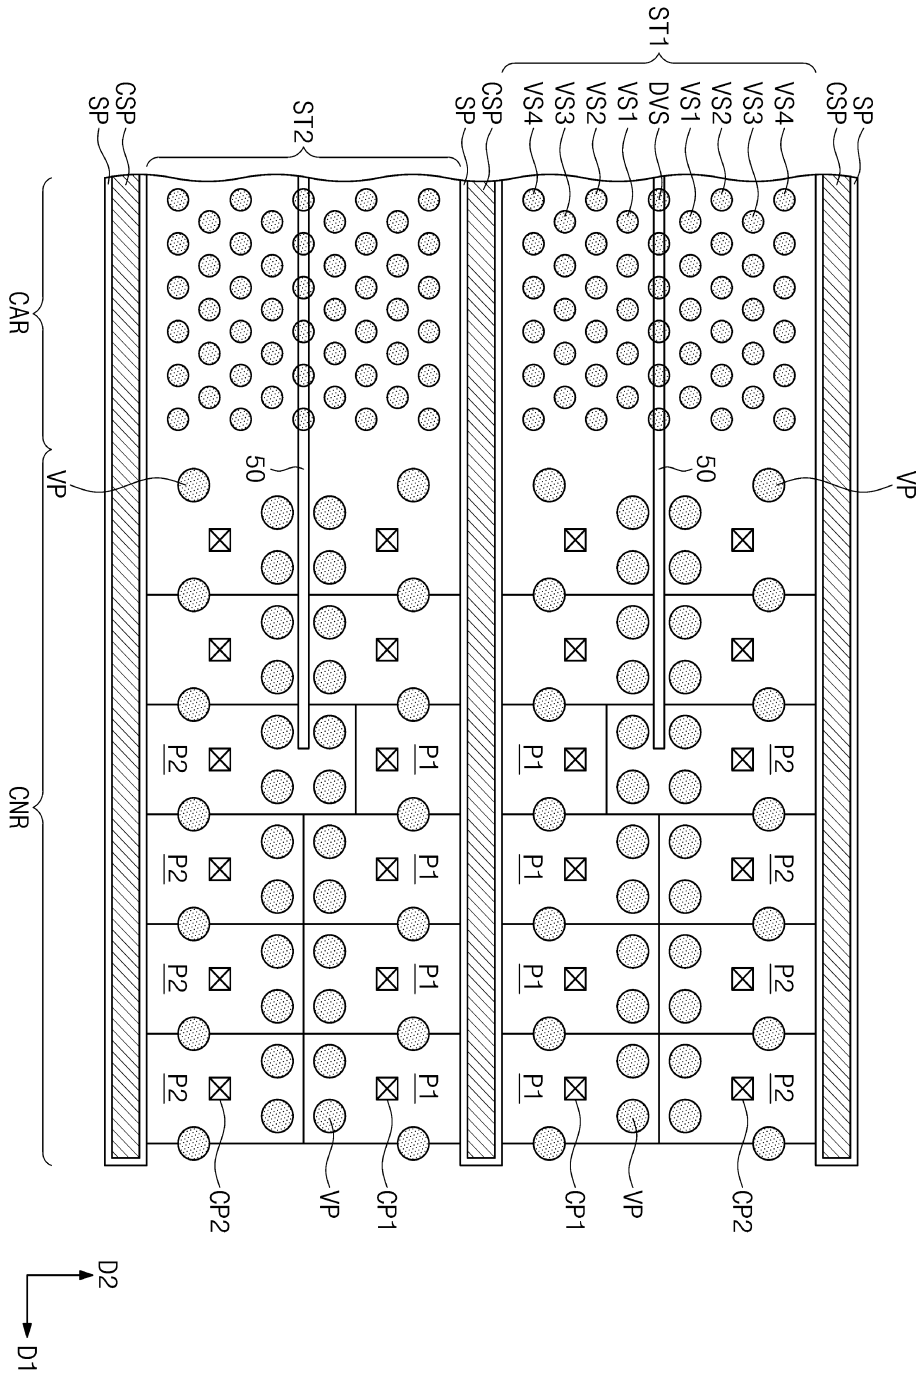 VP
SP
CSP
VS4
P2 P2 P2 P2
VS3
CP2
VS2
50
VS1
ST1
DVS
VS1
VP
VS2
CP1
VS3
VS4
P1 P1 P1 P1
CSP
SP
P1 P1 P1 P1
CP1
VP
ST2
50
CP2
P2 P2 P2 P2
CSP
SP
VP
CAR
CNR
D2
D1